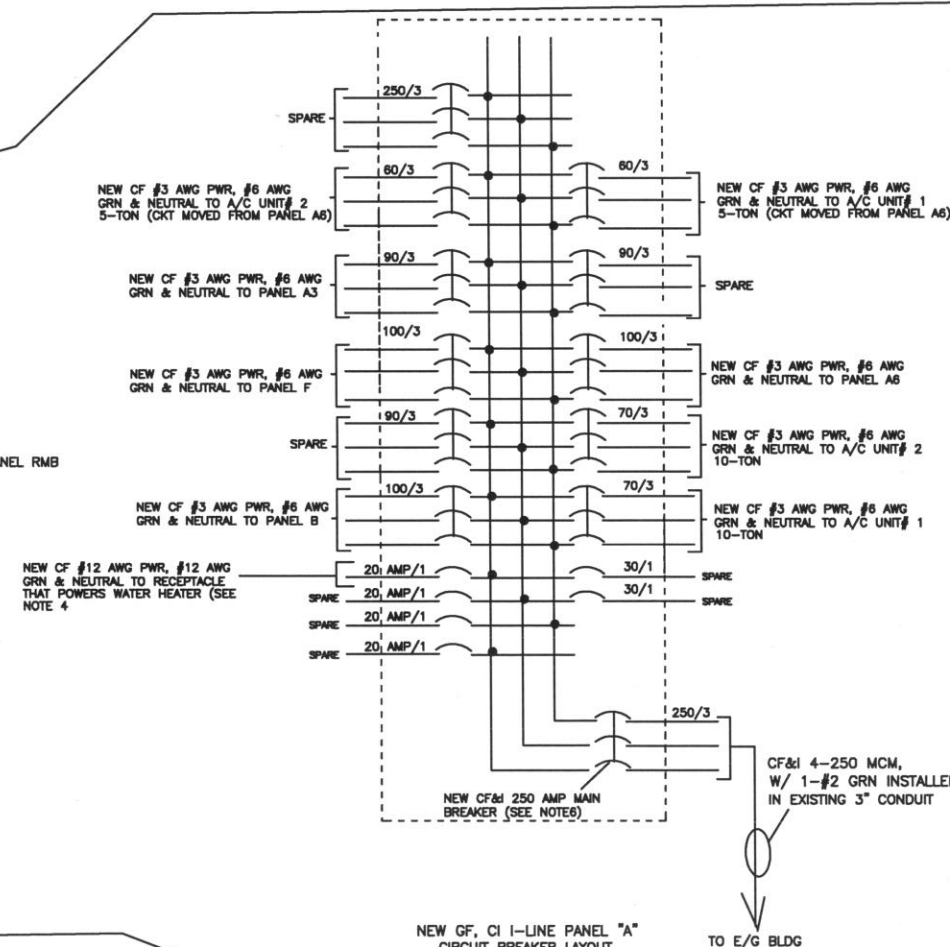 250/3
SPARE
60/3
60/3
NEW CF #3 AWG PWR, #6 AWG
GRN & NEUTRAL TO A/C UNIT# 2
5-TON (CKT MOVED FROM PANEL A6)
NEW CF #3 AWG PWR, #6 AWG
GRN & NEUTRAL TO A/C UNIT# 1
5-TON (CKT MOVED FROM PANEL A6)
90/3
90/3
NEW CF #3 AWG PWR, #6 AWG
GRN & NEUTRAL TO PANEL A3
SPARE
100/3
100/3
NEW CF #3 AWG PWR, #6 AWG
GRN & NEUTRAL TO PANEL F
NEW CF #3 AWG PWR, #6 AWG
GRN & NEUTRAL TO PANEL A6
90/3
70/3
SPARE
NEW CF #3 AWG PWR, #6 AWG
GRN & NEUTRAL TO A/C UNIT# 2
10-TON
NEL RMB
100/3
70/3
NEW CF #3 AWG PWR, #6 AWG
GRN & NEUTRAL TO PANEL B
NEW CF #3 AWG PWR, #6 AWG
GRN & NEUTRAL TO A/C UNIT# 1
10-TON
NEW CF #12 AWG PWR, #12 AWG
GRN & NEUTRAL TO RECEPTACLE
THAT POWERS WATER HEATER (SEE
NOTE 4
20 AMP/1
30/1
SPARE
SPARE
20 AMP/1
30/1
SPARE
SPARE
20 AMP/1
SPARE
20 AMP/1
250/3
NEW CF&I 250 AMP MAIN
BREAKER (SEE NOTE6)
CF&I 4-250 MCM,
W/ 1-#2 GRN INSTALLE
IN EXISTING 3" CONDUIT
TO E/G BLDG
NEW GF, CI I-LINE PANEL "A"
CIRCUIT BREAKER LAYOUT